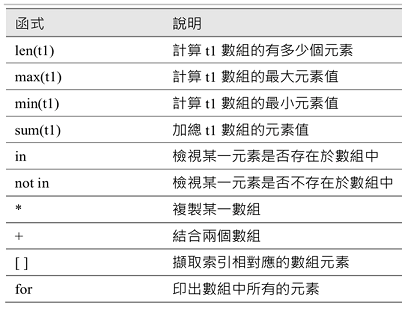 函式 說明
len(t1) 計算 t1 數組的有多少個元素
max(t1) 計算 t1 數組的最大元素值
min(t1) 計算 t1 數組的最小元素值
sum(t1) 加總 t1 數組的元素值
in 檢視某一元素是否存在於數組中
not in 檢視某一元素是否不存在於數組中
* 複製某一數組
+ 結合兩個數組
[ ] 擷取索引相對應的數組元素
for 印出數組中所有的元素